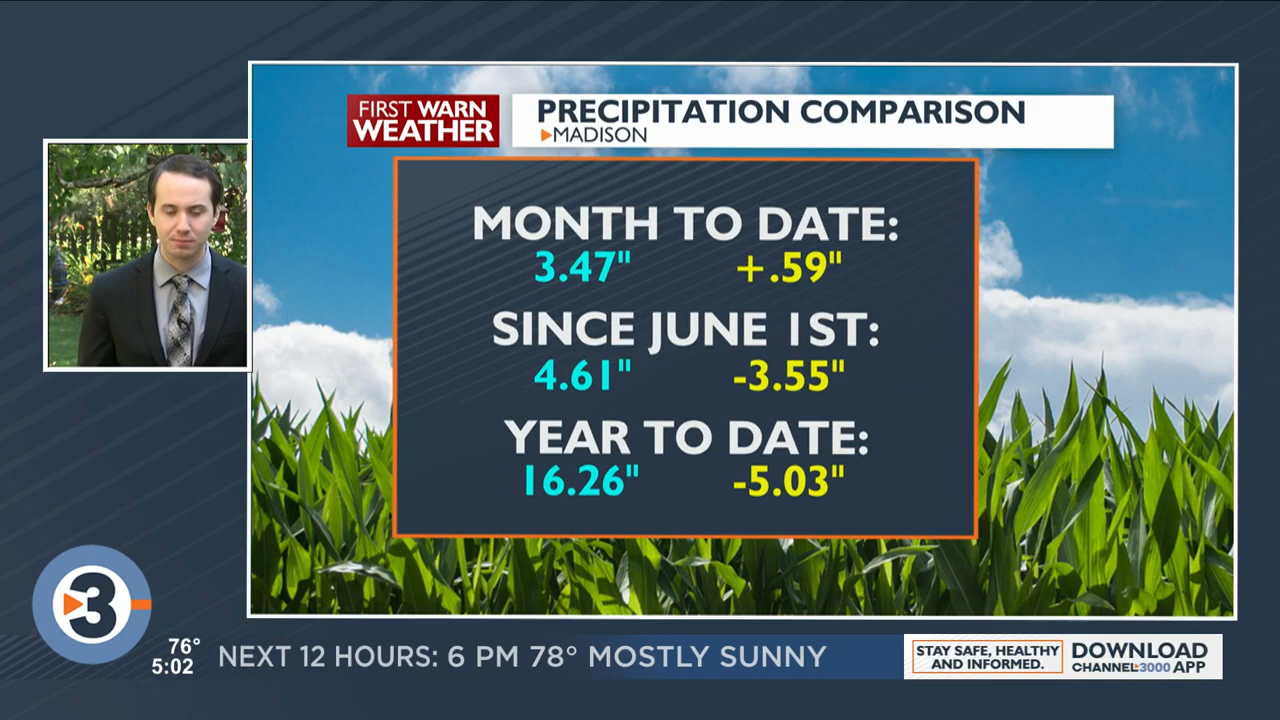 FIRST WARN
WEATHER
PRECIPITATION COMPARISON
MADISON
MONTH TO DATE:
3.47" +.59"
SINCE JUNE 1ST:
4.61" -3.55"
YEAR TO DATE:
16.26" -5.03"
3
76°
5:02
NEXT 12 HOURS: 6 PM 78° MOSTLY SUNNY
STAY SAFE, HEALTHY
AND INFORMED.
DOWNLOAD
CHANNEL3000 APP